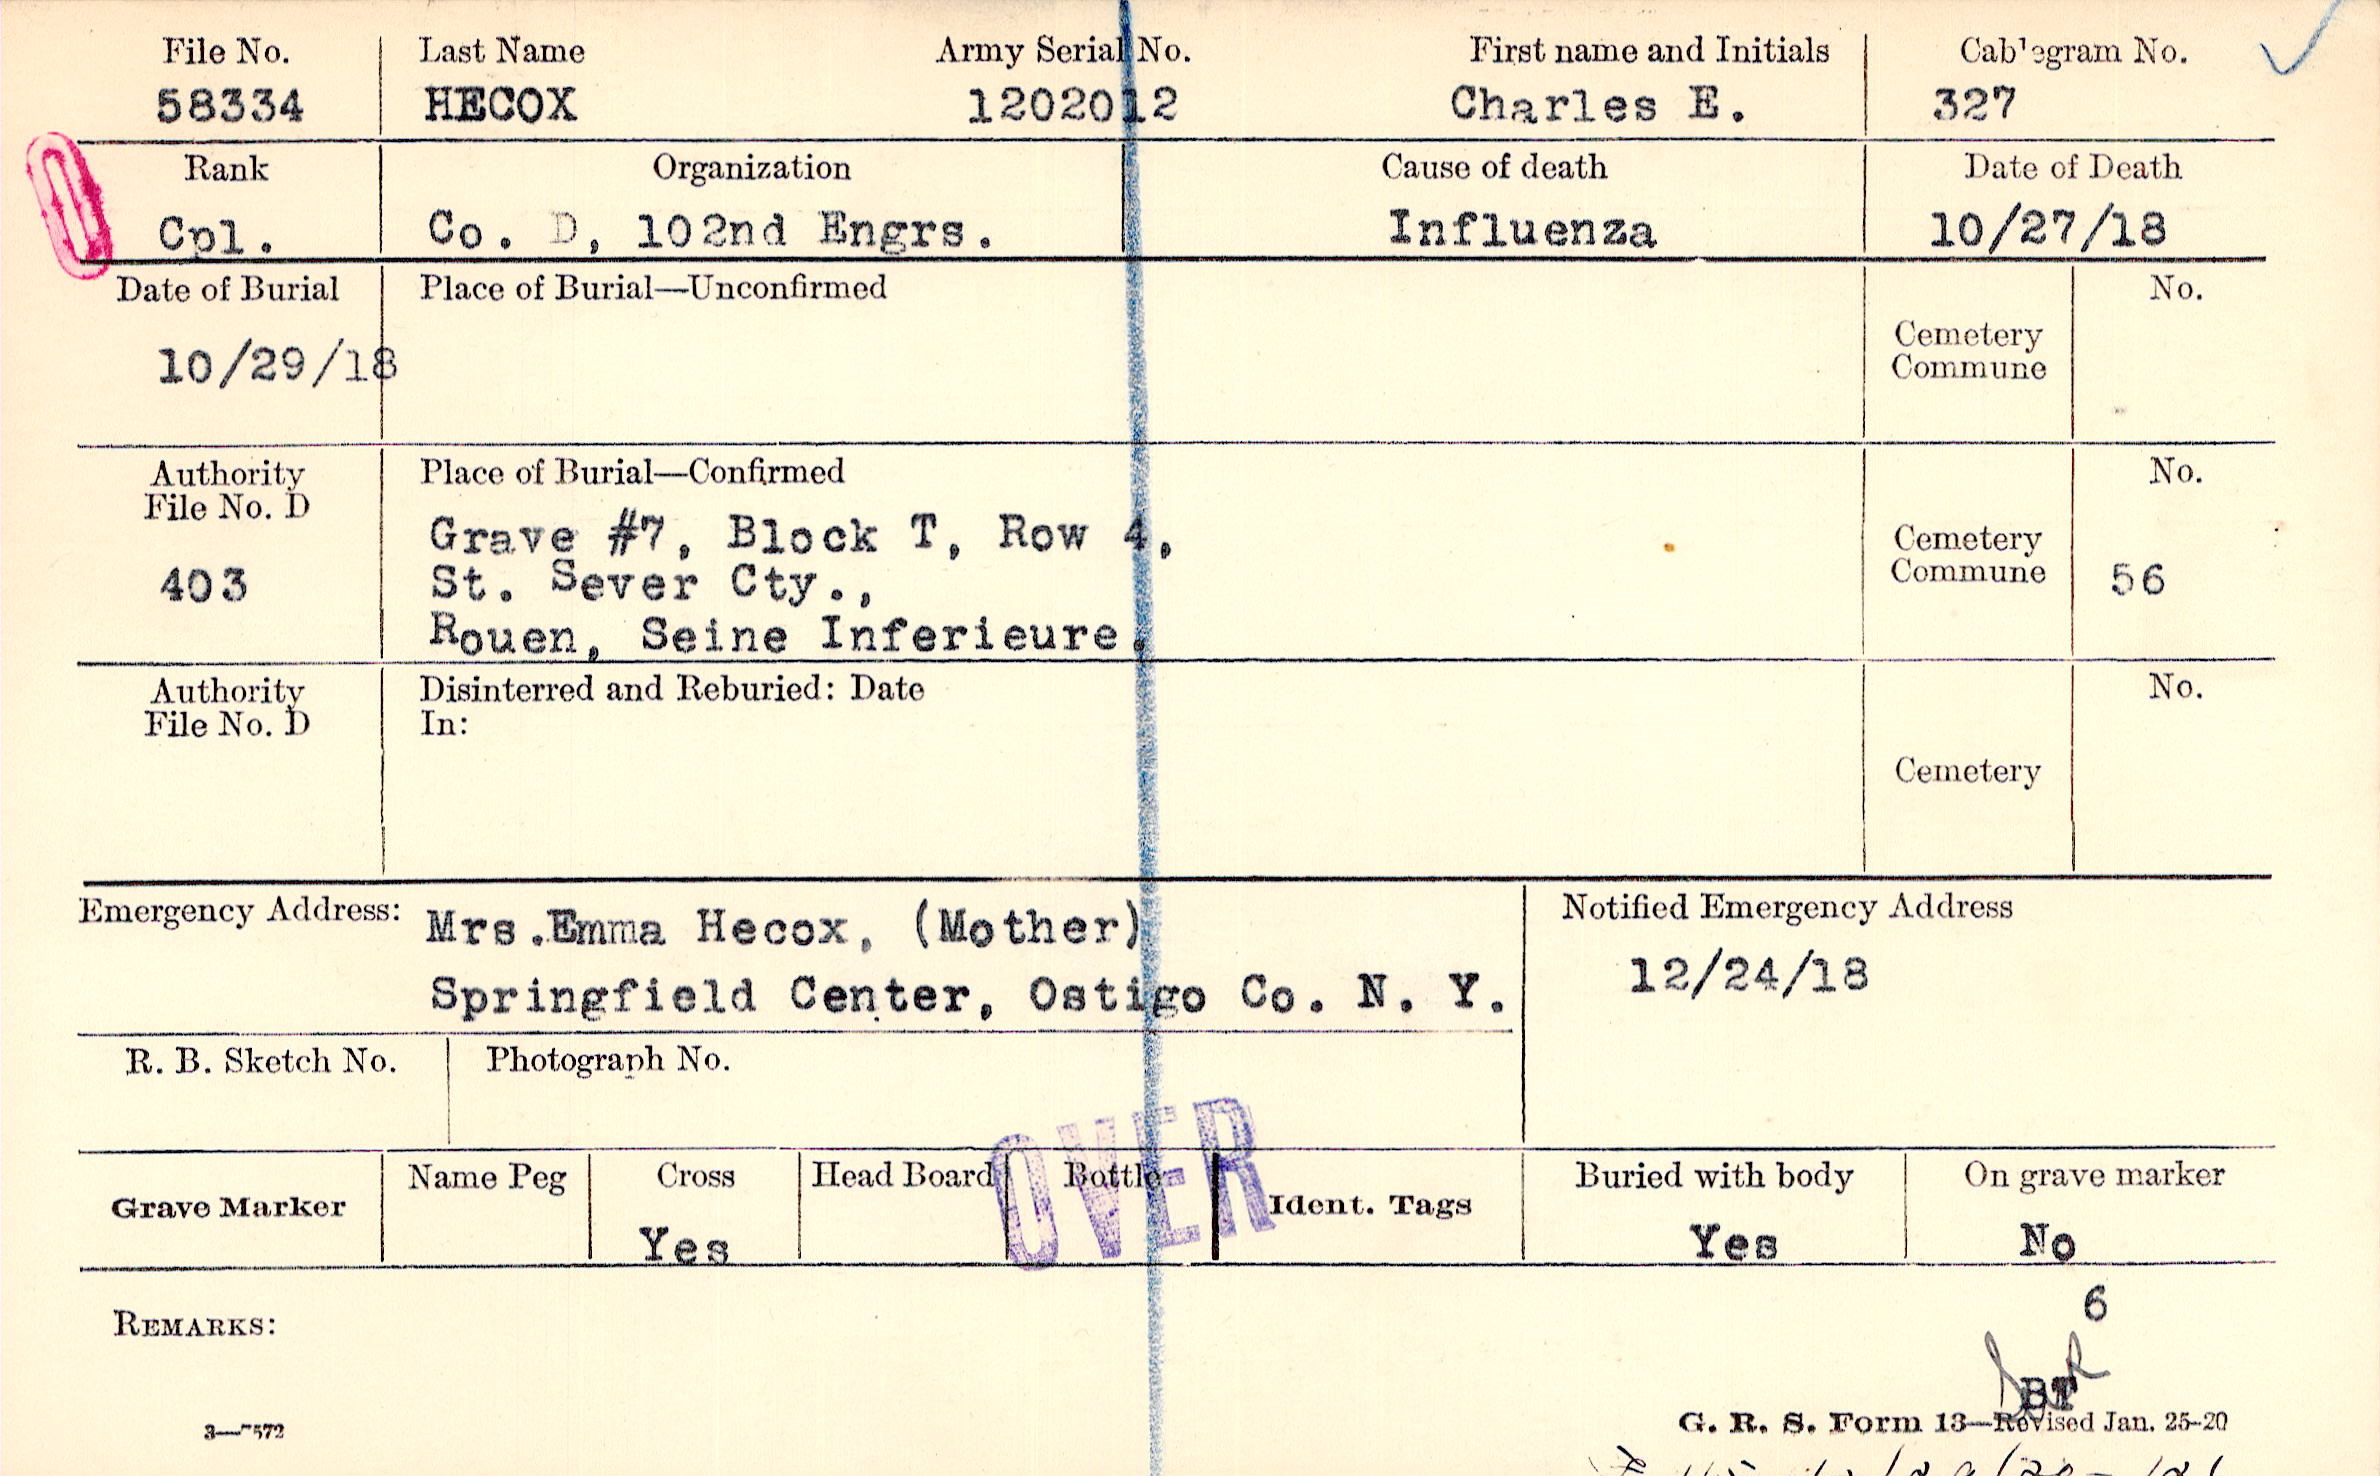 File No. Last Name Army Serial No. First name and Initials Cablegram No.
58334 HECOX 1202012 Charles E. 327
Rank Organization Cause of death Date of Death
Cpl. Co. D, 102nd Engrs. Influenza 10/27/18
Date of Burial Place of Burial—Unconfirmed No.
10/29/18 Cemetery
Commune
Authority Place of Burial—Confirmed No.
File No. D
Grave #7, Block T, Row 4, Cemetery
403 St. Sever Cty., Commune 56
Rouen, Seine Inferieure.
Authority Disinterred and Reburied: Date No.
File No. D In:
Cemetery
Emergency Address: Mrs.Emma Hecox, (Mother) Notified Emergency Address
Springfield Center, Ostigo Co. N. Y. 12/24/18
R. B. Sketch No. Photograph No.
OVER
Grave Marker Name Peg Cross Head Board Bottle Ident. Tags Buried with body On grave marker
Yes Yes No
6
REMARKS:
BT
3—7572 G. R. S. Form 13—Revised Jan. 25-20